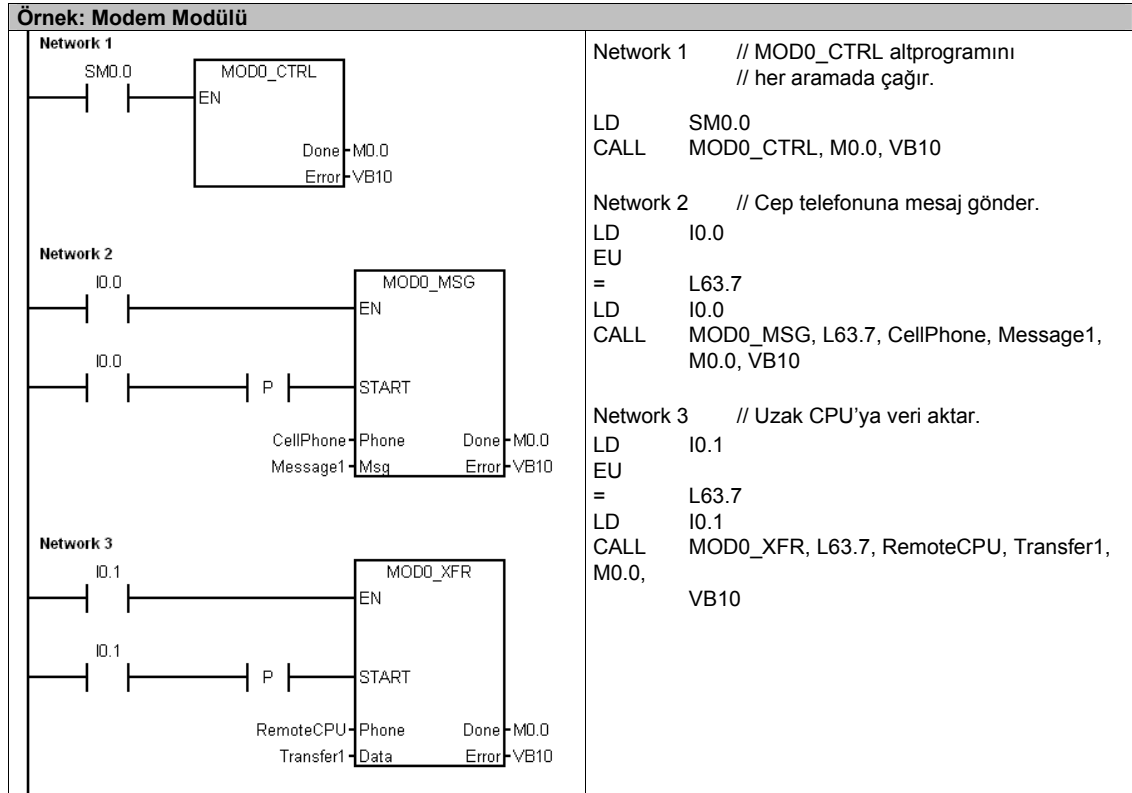 Örnek: Modem Modülü
Network 1
SM0.0
MOD0_CTRL
EN
Done M0.0
Error VB10
Network 2
I0.0
MOD0_MSG
EN
I0.0
P
START
CellPhone Phone Done M0.0
Message1 Msg Error VB10
Network 3
I0.1
MOD0_XFR
EN
I0.1
P
START
RemoteCPU Phone Done M0.0
Transfer1 Data Error VB10
Network 1 // MOD0_CTRL altprogramını
// her aramada çağır.
LD SM0.0
CALL MOD0_CTRL, M0.0, VB10
Network 2 // Cep telefonuna mesaj gönder.
LD I0.0
EU
= L63.7
LD I0.0
CALL MOD0_MSG, L63.7, CellPhone, Message1,
M0.0, VB10
Network 3 // Uzak CPU’ya veri aktar.
LD I0.1
EU
= L63.7
LD I0.1
CALL MOD0_XFR, L63.7, RemoteCPU, Transfer1,
M0.0,
VB10